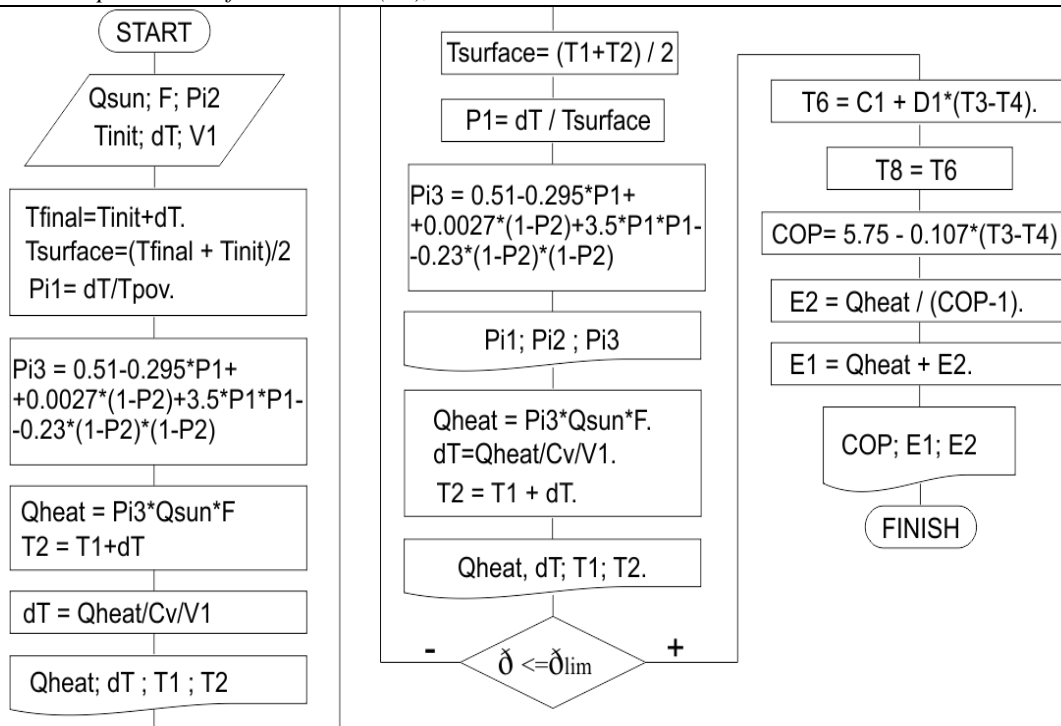 START
Qsun; F; Pi2
Tinit; dT; V1
Tfinal=Tinit+dT.
Tsurface=(Tfinal + Tinit)/2
Pi1= dT/Tpov.
Pi3 = 0.51-0.295*P1+
+0.0027*(1-P2)+3.5*P1*P1-
-0.23*(1-P2)*(1-P2)
Qheat = Pi3*Qsun*F
T2 = T1+dT
dT = Qheat/Cv/V1
Qheat; dT ; T1 ; T2
Tsurface= (T1+T2) / 2
P1= dT / Tsurface
Pi3 = 0.51-0.295*P1+
+0.0027*(1-P2)+3.5*P1*P1-
-0.23*(1-P2)*(1-P2)
Pi1; Pi2 ; Pi3
Qheat = Pi3*Qsun*F.
dT=Qheat/Cv/V1.
T2 = T1 + dT.
Qheat, dT; T1; T2.
- ð <=ðlim +
T6 = C1 + D1*(T3-T4).
T8 = T6
COP= 5.75 - 0.107*(T3-T4)
E2 = Qheat / (COP-1).
E1 = Qheat + E2.
COP; E1; E2
FINISH